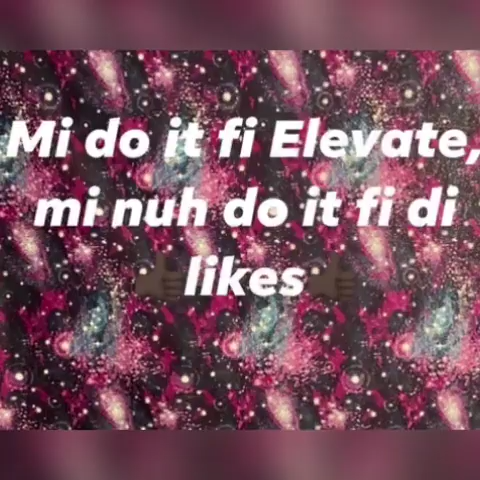 Mi do it fi Elevate,
mi nuh do it fi di
👍🏿likes👍🏿